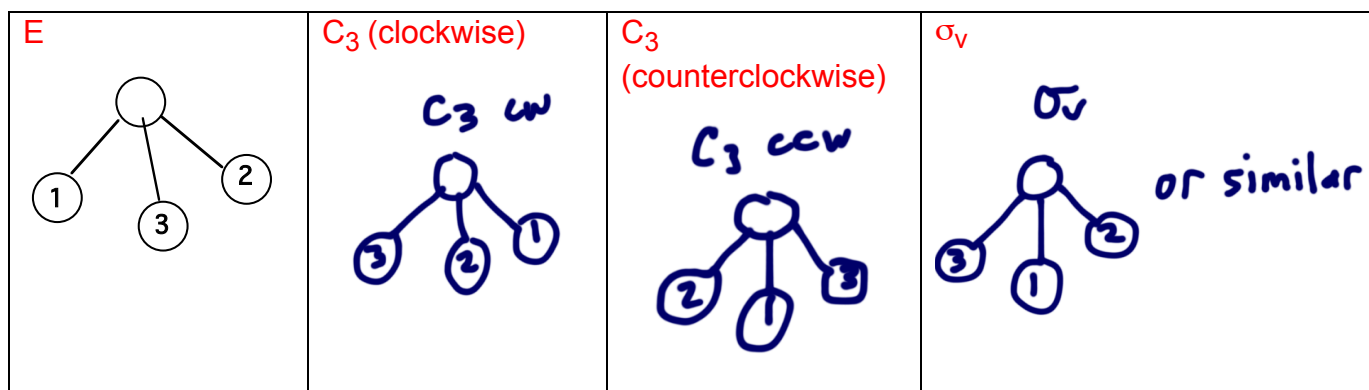 E
1
2
3
C₃ (clockwise)
C₃ cw
3
2
1
C₃
(counterclockwise)
C₃ ccw
2
1
3
σᵥ
σᵥ
or similar
3
1
2